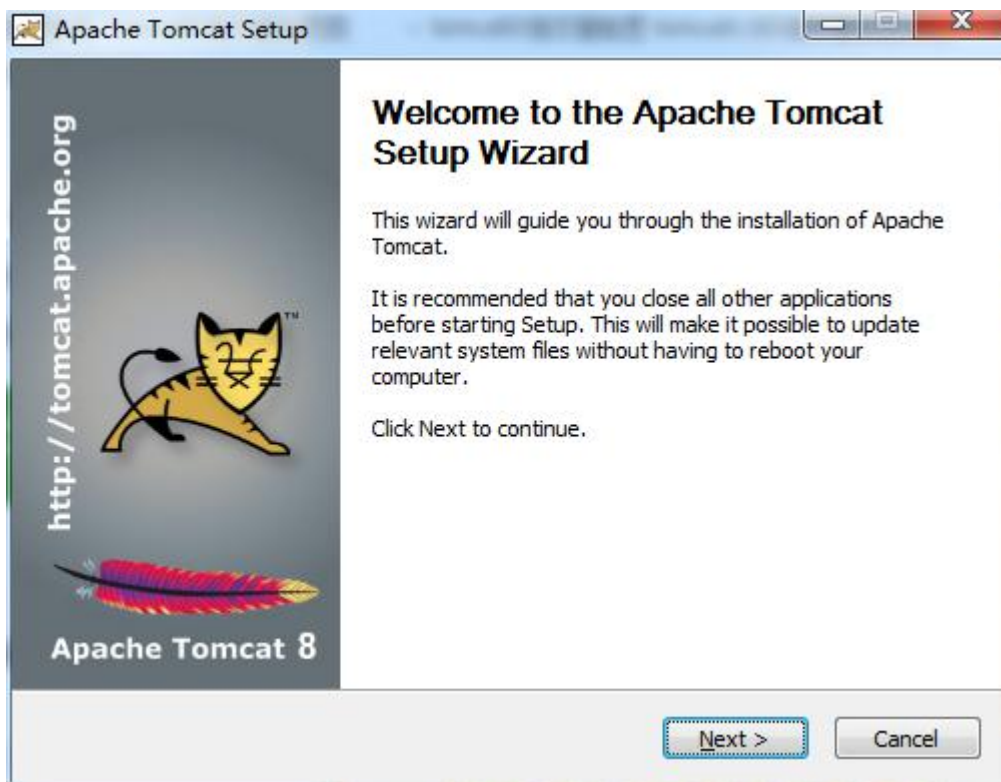 Apache Tomcat Setup
http://tomcat.apache.org
TM
Apache Tomcat 8
Welcome to the Apache Tomcat
Setup Wizard
This wizard will guide you through the installation of Apache
Tomcat.
It is recommended that you close all other applications
before starting Setup. This will make it possible to update
relevant system files without having to reboot your
computer.
Click Next to continue.
Next >
Cancel